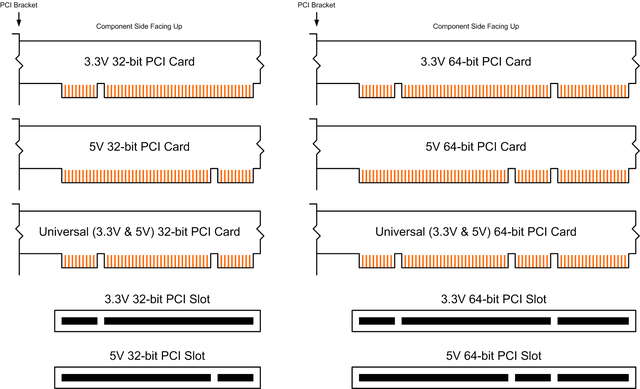 PCI Bracket
Component Side Facing Up
3.3V 32-bit PCI Card
5V 32-bit PCI Card
Universal (3.3V & 5V) 32-bit PCI Card
3.3V 32-bit PCI Slot
5V 32-bit PCI Slot
PCI Bracket
Component Side Facing Up
3.3V 64-bit PCI Card
5V 64-bit PCI Card
Universal (3.3V & 5V) 64-bit PCI Card
3.3V 64-bit PCI Slot
5V 64-bit PCI Slot